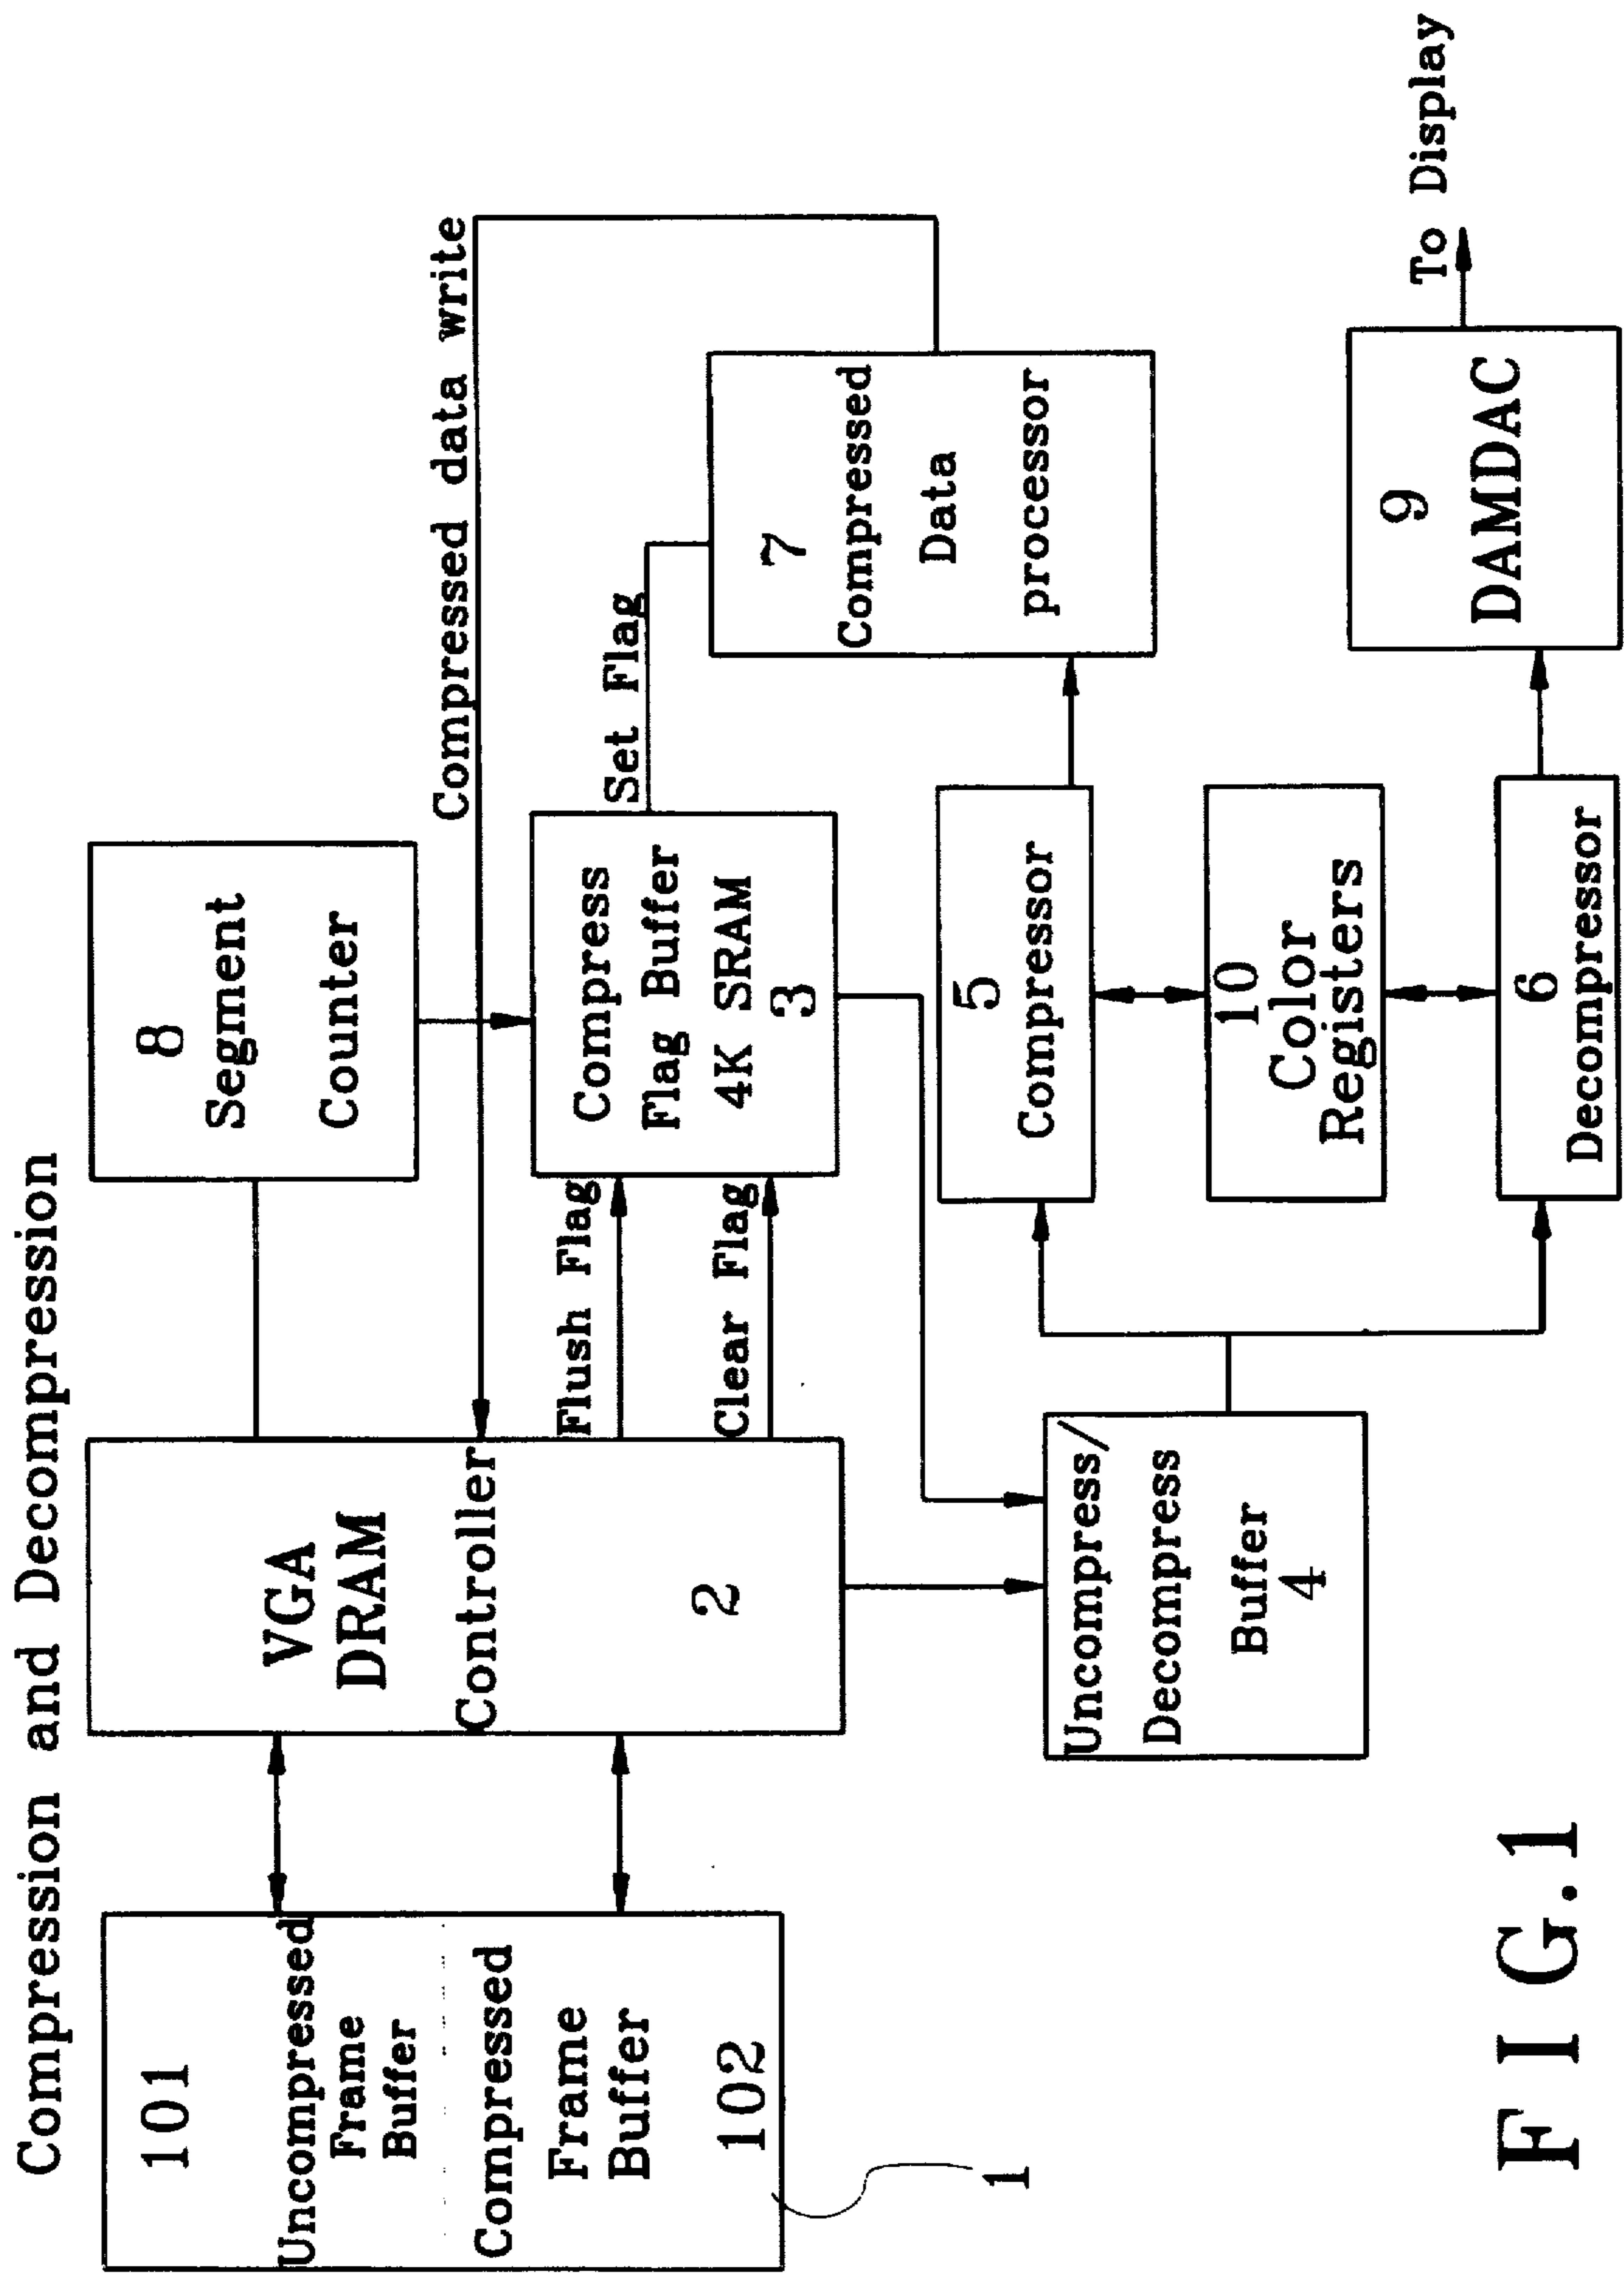 Compression and Decompression
101
Uncompressed
Frame
Buffer
Compressed
Frame
Buffer
102
1
VGA
DRAM
Controller
2
8
Segment
Counter
Compressed data write
Flush Flag
Clear Flag
Compress
Flag Buffer
4K SRAM
3
Set Flag
7
Compressed
Data
processor
Uncompress/
Decompress
Buffer
4
5
Compressor
10
Color
Registers
6
Decompressor
9
DAMDAC
To Display
F I G.1